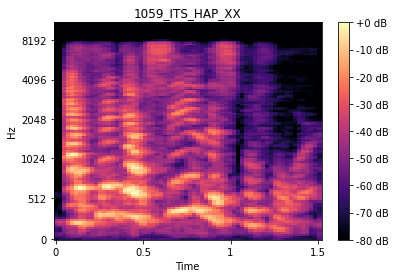 1059_ITS_HAP_XX
8192
4096
2048
1024
512
0
Hz
0
0.5
1
1.5
Time
+0 dB
-10 dB
-20 dB
-30 dB
-40 dB
-50 dB
-60 dB
-70 dB
-80 dB